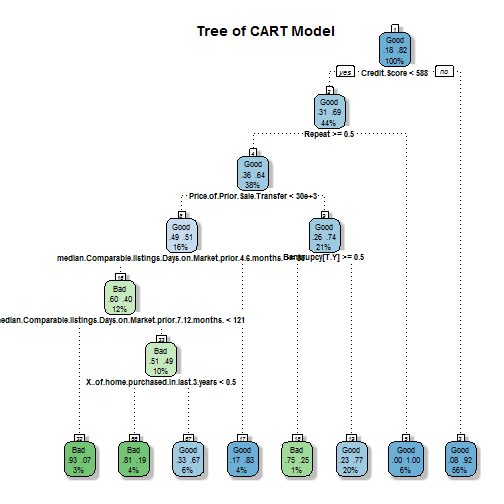 Tree of CART Model
1
Good
.18 .82
100%
yes
Credit.Score < 588
no
2
Good
.31 .69
44%
Repeat >= 0.5
4
Good
.36 .64
38%
Price.of.Prior.Sale.Transfer < 30e+3
8
Good
.49 .51
16%
9
Good
.26 .74
21%
median.Comparable.listings.Days.on.Market.prior.4.6.months.
Bankrupcy[T.Y] >= 0.5
16
Bad
.60 .40
12%
median.Comparable.listings.Days.on.Market.prior.7.12.months. < 121
33
Bad
.51 .49
10%
X..of.home.purchased.in.last.3.years < 0.5
32
Bad
.93 .07
3%
66
Bad
.81 .19
4%
67
Good
.33 .67
6%
17
Good
.17 .83
4%
18
Bad
.75 .25
1%
19
Good
.23 .77
20%
5
Good
.00 1.00
6%
3
Good
.08 .92
56%